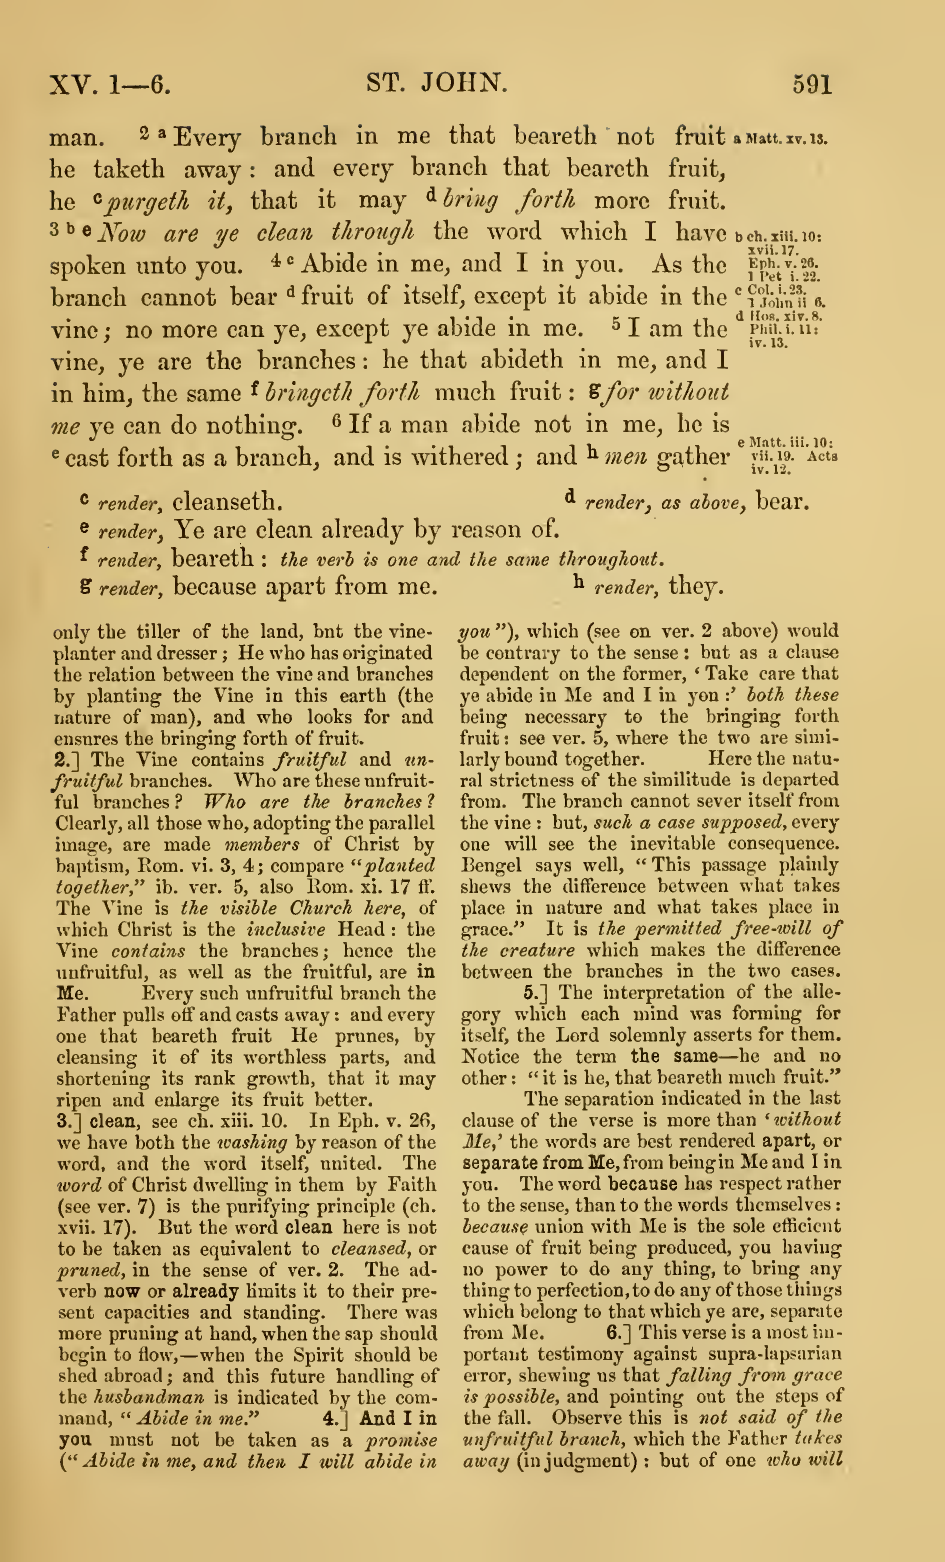 XV. 1—6. ST. JOHN. 591
man. 2 a Every branch in me that beareth not fruit a Matt. xv. 13.
he taketh away : and every branch that beareth fruit,
he c purgeth it, that it may d bring forth more fruit.
3 b e Now are ye clean through the word which I have b ch. xiii. 10:
xvii. 17.
spoken unto you. 4 c Abide in me, and I in you. As the Eph. v. 26.
1 Pet i. 22.
branch cannot bear d fruit of itself, except it abide in the c Col. i. 23.
1 John ii 6.
vine; no more can ye, except ye abide in me. 5 I am the d Hos. xiv. 8.
Phil. i. 11:
iv. 13.
vine, ye are the branches : he that abideth in me, and I
in him, the same f bringeth forth much fruit : g for without
me ye can do nothing. 6 If a man abide not in me, he is
e cast forth as a branch, and is withered ; and h men gather e Matt. iii. 10:
vii. 19. Acts
iv. 12.
c render, cleanseth. d render, as above, bear.
e render, Ye are clean already by reason of.
f render, beareth : the verb is one and the same throughout.
g render, because apart from me. h render, they.
only the tiller of the land, bnt the vine-
planter and dresser ; He who has originated
the relation between the vine and branches
by planting the Vine in this earth (the
nature of man), and who looks for and
ensures the bringing forth of fruit.
2.] The Vine contains fruitful and un-
fruitful branches. Who are these unfruit-
ful branches ? Who are the branches ?
Clearly, all those who, adopting the parallel
image, are made members of Christ by
baptism, Rom. vi. 3, 4; compare “planted
together,” ib. ver. 5, also Rom. xi. 17 ff.
The Vine is the visible Church here, of
which Christ is the inclusive Head : the
Vine contains the branches; hence the
unfruitful, as well as the fruitful, are in
Me. Every such unfruitful branch the
Father pulls off and casts away : and every
one that beareth fruit He prunes, by
cleansing it of its worthless parts, and
shortening its rank growth, that it may
ripen and enlarge its fruit better.
3.] clean, see ch. xiii. 10. In Eph. v. 26,
we have both the washing by reason of the
word, and the word itself, united. The
word of Christ dwelling in them by Faith
(see ver. 7) is the purifying principle (ch.
xvii. 17). But the word clean here is not
to be taken as equivalent to cleansed, or
pruned, in the sense of ver. 2. The ad-
verb now or already limits it to their pre-
sent capacities and standing. There was
more pruning at hand, when the sap should
begin to flow,—when the Spirit should be
shed abroad; and this future handling of
the husbandman is indicated by the com-
mand, “Abide in me.” 4.] And I in
you must not be taken as a promise
(“Abide in me, and then I will abide in
you”), which (see on ver. 2 above) would
be contrary to the sense : but as a clause
dependent on the former, ‘ Take care that
ye abide in Me and I in you :’ both these
being necessary to the bringing forth
fruit : see ver. 5, where the two are simi-
larly bound together. Here the natu-
ral strictness of the similitude is departed
from. The branch cannot sever itself from
the vine : but, such a case supposed, every
one will see the inevitable consequence.
Bengel says well, “ This passage plainly
shews the difference between what takes
place in nature and what takes place in
grace.” It is the permitted free-will of
the creature which makes the difference
between the branches in the two cases.
5.] The interpretation of the alle-
gory which each mind was forming for
itself, the Lord solemnly asserts for them.
Notice the term the same—he and no
other : “it is he, that beareth much fruit.”
The separation indicated in the last
clause of the verse is more than ‘without
Me,’ the words are best rendered apart, or
separate from Me, from being in Me and I in
you. The word because has respect rather
to the sense, than to the words themselves :
because union with Me is the sole efficient
cause of fruit being produced, you having
no power to do any thing, to bring any
thing to perfection, to do any of those things
which belong to that which ye are, separate
from Me. 6.] This verse is a most im-
portant testimony against supra-lapsarian
error, shewing us that falling from grace
is possible, and pointing out the steps of
the fall. Observe this is not said of the
unfruitful branch, which the Father takes
away (in judgment) : but of one who will